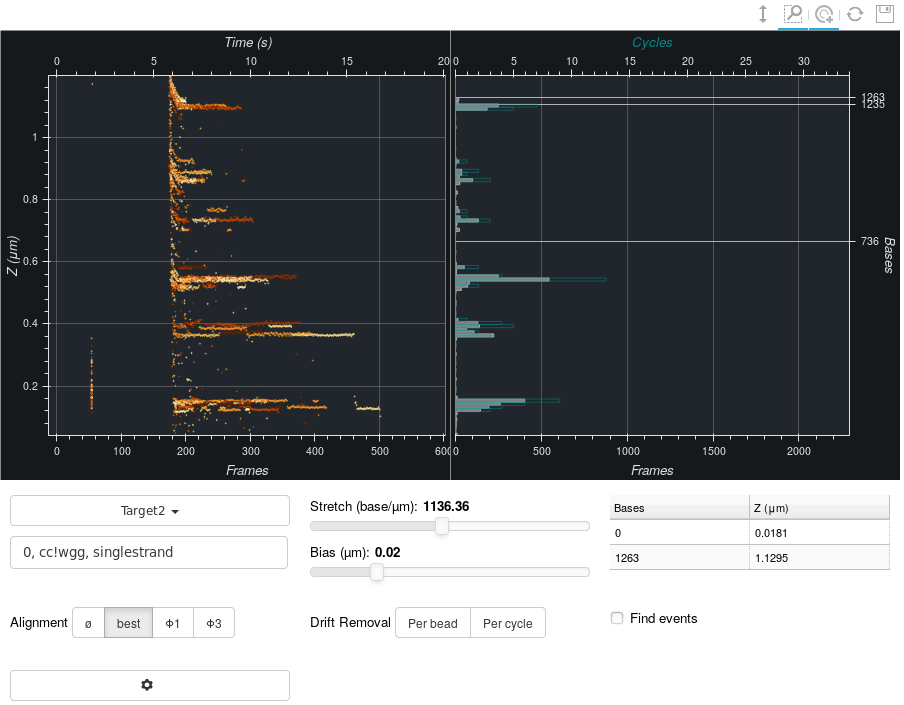 Time (s)
Cycles
0 5 10 15 20
0 5 10 15 20 25 30
1263
1235
1
0.8
0.6
0.4
0.2
736
Z (µm)
Bases
0 100 200 300 400 500 600
0 500 1000 1500 2000
Frames
Frames
Target2
0, cc!wgg, singlestrand
Stretch (base/µm): 1136.36
Bias (µm): 0.02
Bases Z (µm)
0 0.0181
1263 1.1295
Alignment ø best Φ1 Φ3
Drift Removal Per bead Per cycle
Find events